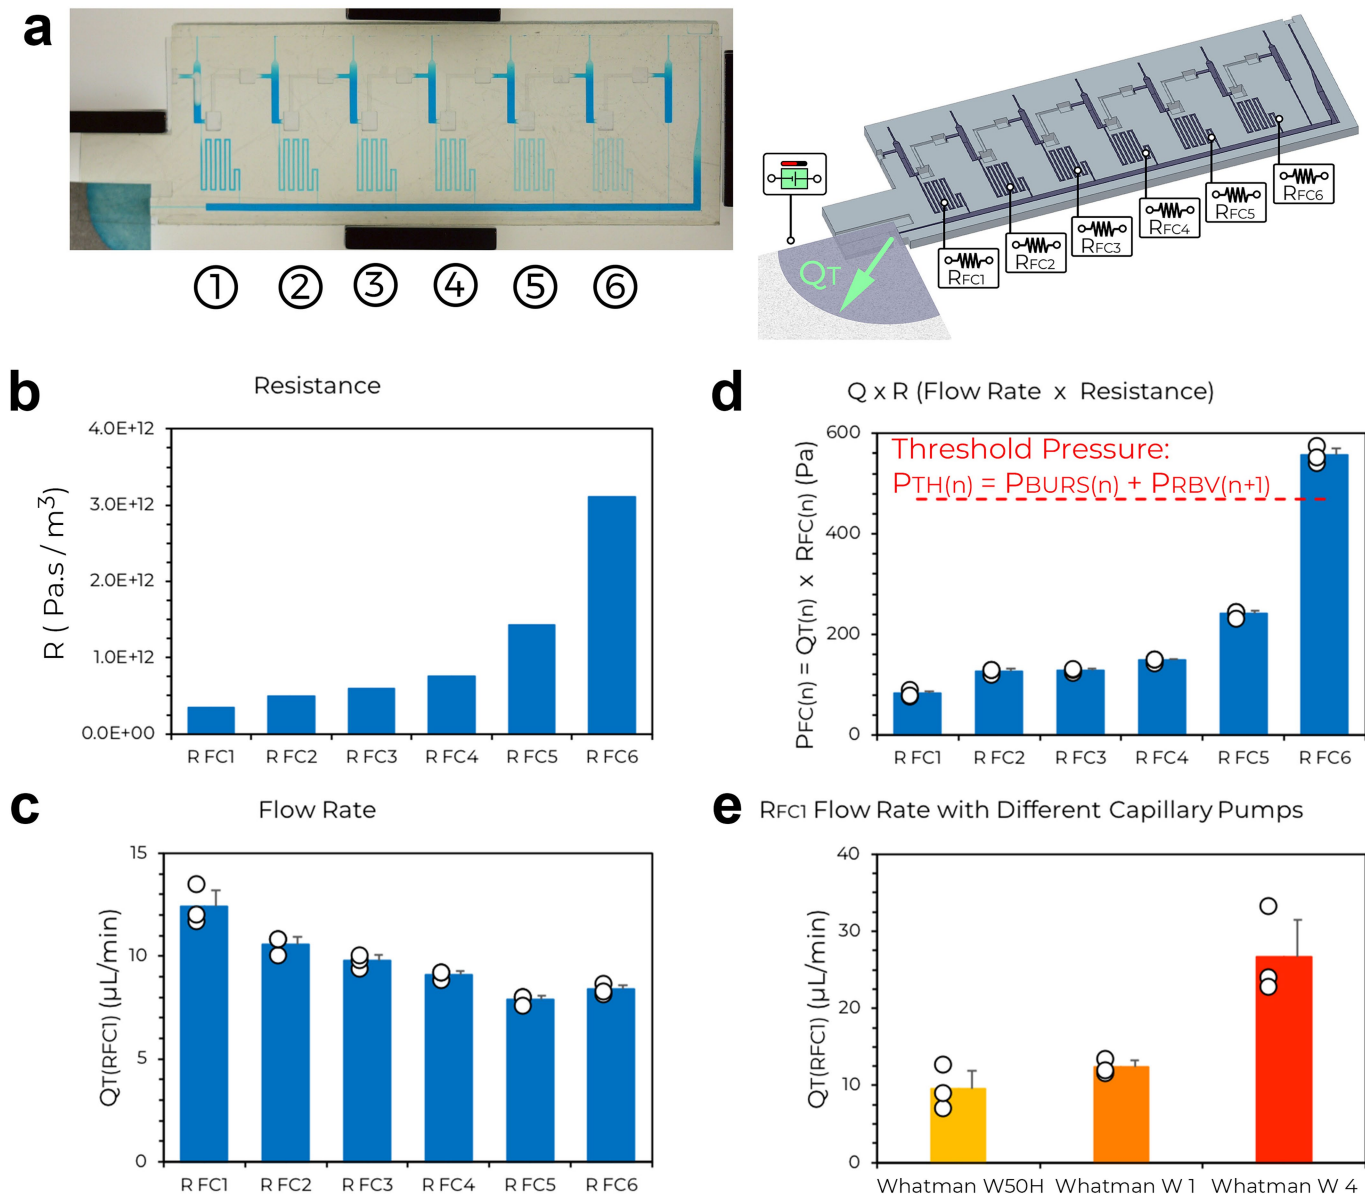 a
① ② ③ ④ ⑤ ⑥
QT
RFC1
RFC2
RFC3
RFC4
RFC5
RFC6
b
Resistance
R ( Pa.s / m³)
4.0E+12
3.0E+12
2.0E+12
1.0E+12
0.0E+00
R FC1 R FC2 R FC3 R FC4 R FC5 R FC6
c
Flow Rate
QT(RFC1) (µL/min)
15
10
5
0
R FC1 R FC2 R FC3 R FC4 R FC5 R FC6
d
Q x R (Flow Rate x Resistance)
PFC(n) = QT(n) x RFC(n) (Pa)
600
400
200
0
Threshold Pressure:
PTH(n) = PBURS(n) + PRBV(n+1)
R FC1 R FC2 R FC3 R FC4 R FC5 R FC6
e
RFC1 Flow Rate with Different Capillary Pumps
QT(RFC1) (µL/min)
40
30
20
10
0
Whatman W50H Whatman W 1 Whatman W 4